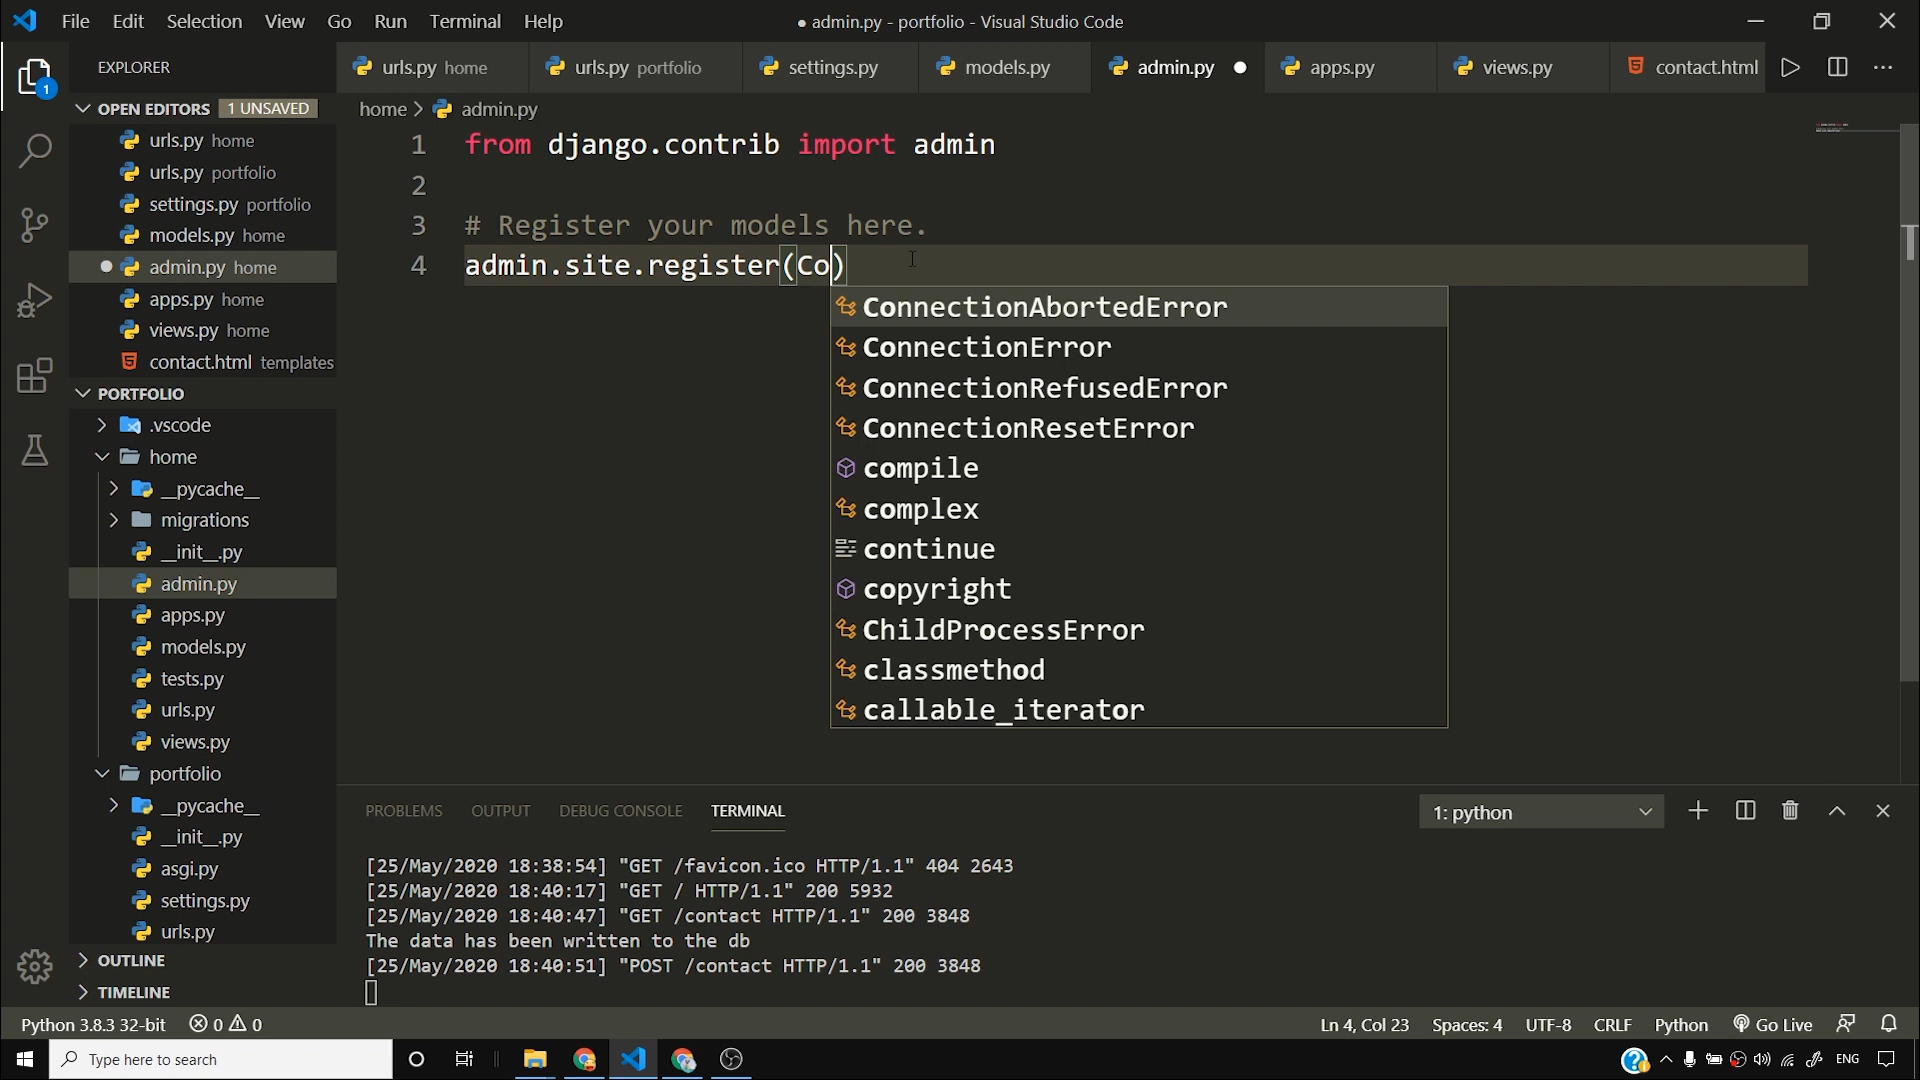 File Edit Selection View Go Run Terminal Help
● admin.py - portfolio - Visual Studio Code
EXPLORER
urls.py home
urls.py portfolio
settings.py
models.py
admin.py
apps.py
views.py
contact.html
OPEN EDITORS 1 UNSAVED
urls.py home
urls.py portfolio
settings.py portfolio
models.py home
admin.py home
apps.py home
views.py home
contact.html templates
PORTFOLIO
.vscode
home
__pycache__
migrations
__init__.py
admin.py
apps.py
models.py
tests.py
urls.py
views.py
portfolio
__pycache__
__init__.py
asgi.py
settings.py
urls.py
OUTLINE
TIMELINE
home > admin.py
1 from django.contrib import admin
2
3 # Register your models here.
4 admin.site.register(Co)
ConnectionAbortedError
ConnectionError
ConnectionRefusedError
ConnectionResetError
compile
complex
continue
copyright
ChildProcessError
classmethod
callable_iterator
PROBLEMS OUTPUT DEBUG CONSOLE TERMINAL
1: python
[25/May/2020 18:38:54] "GET /favicon.ico HTTP/1.1" 404 2643
[25/May/2020 18:40:17] "GET / HTTP/1.1" 200 5932
[25/May/2020 18:40:47] "GET /contact HTTP/1.1" 200 3848
The data has been written to the db
[25/May/2020 18:40:51] "POST /contact HTTP/1.1" 200 3848
Python 3.8.3 32-bit 0 0
Ln 4, Col 23 Spaces: 4 UTF-8 CRLF Python Go Live
Type here to search
ENG